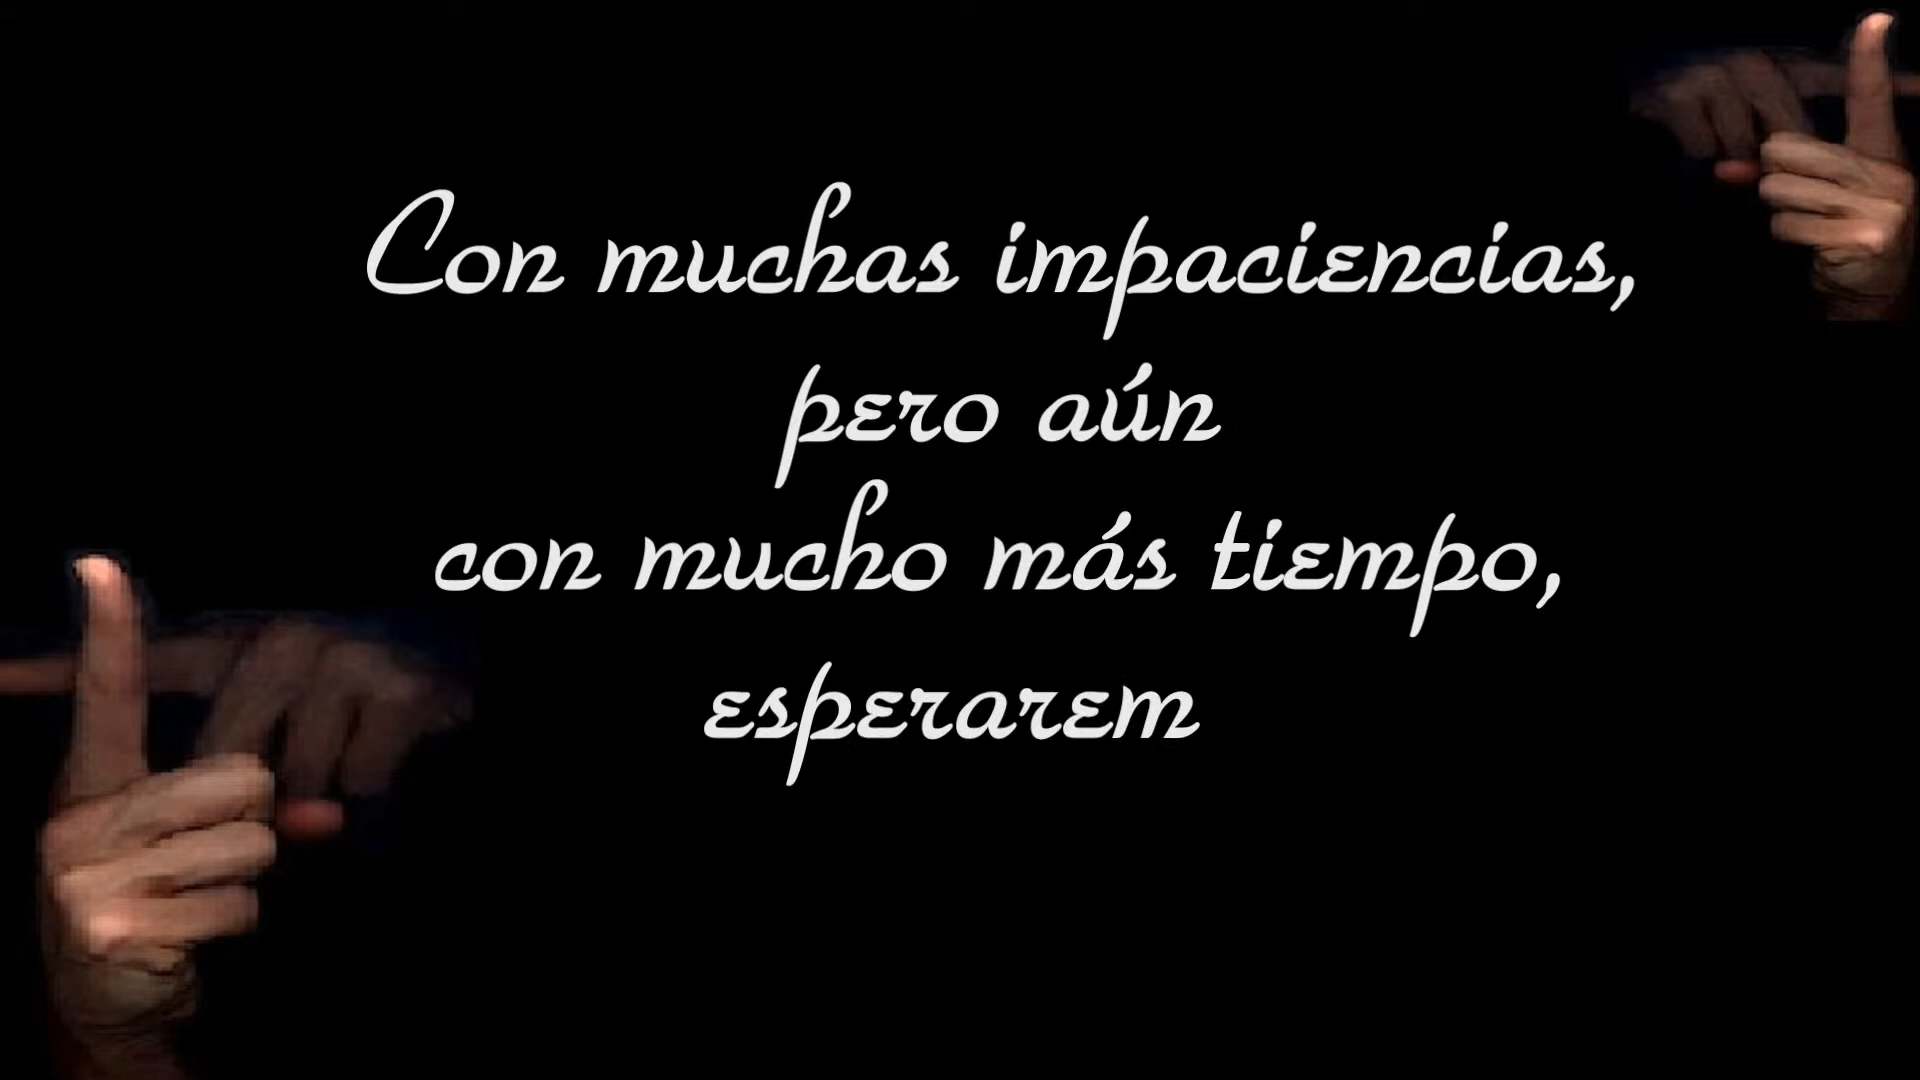 Con muchas impaciencias,
pero aún
con mucho más tiempo,
esperarem